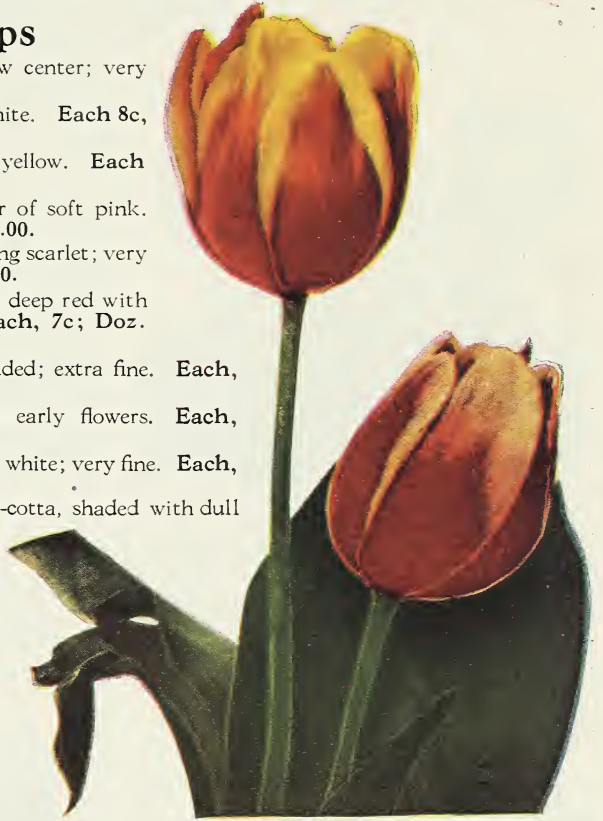 ps
w center; very
nite. Each 8c,
yellow. Each
r of soft pink.
.00.
ng scarlet; very
0.
deep red with
ach, 7c; Doz.
ded; extra fine. Each,
early flowers. Each,
white; very fine. Each,
-cotta, shaded with dull